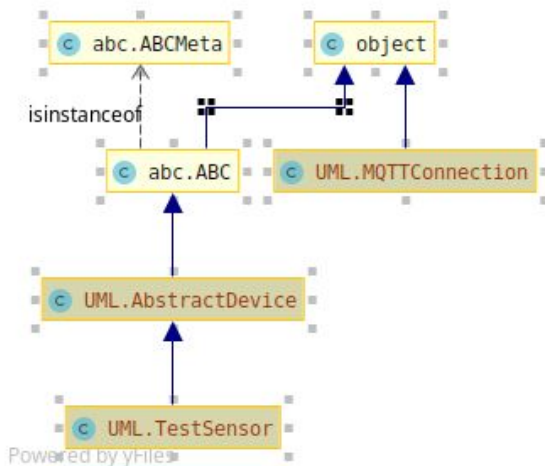 C abc.ABCMeta
C object
isinstanceof
C abc.ABC
C UML.MQTTConnection
C UML.AbstractDevice
C UML.TestSensor
Powered by yFiles